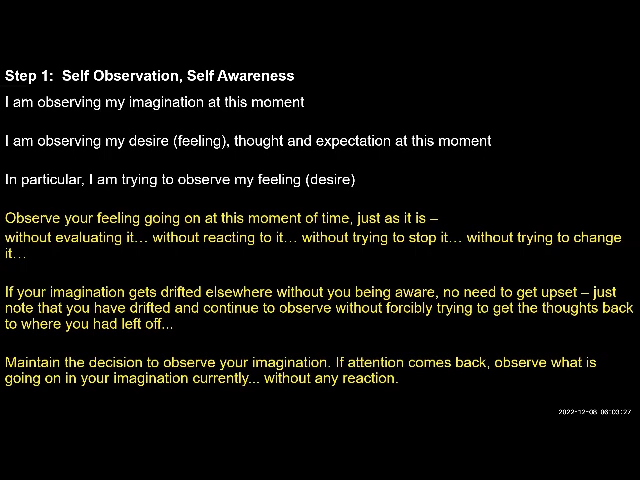 Step 1:  Self Observation, Self Awareness
I am observing my imagination at this moment
I am observing my desire (feeling), thought and expectation at this moment
In particular, I am trying to observe my feeling (desire)
Observe your feeling going on at this moment of time, just as it is –
without evaluating it… without reacting to it… without trying to stop it… without trying to change
it…
If your imagination gets drifted elsewhere without you being aware, no need to get upset – just
note that you have drifted and continue to observe without forcibly trying to get the thoughts back
to where you had left off...
Maintain the decision to observe your imagination. If attention comes back, observe what is
going on in your imagination currently... without any reaction.
2022-12-08 06:03:27